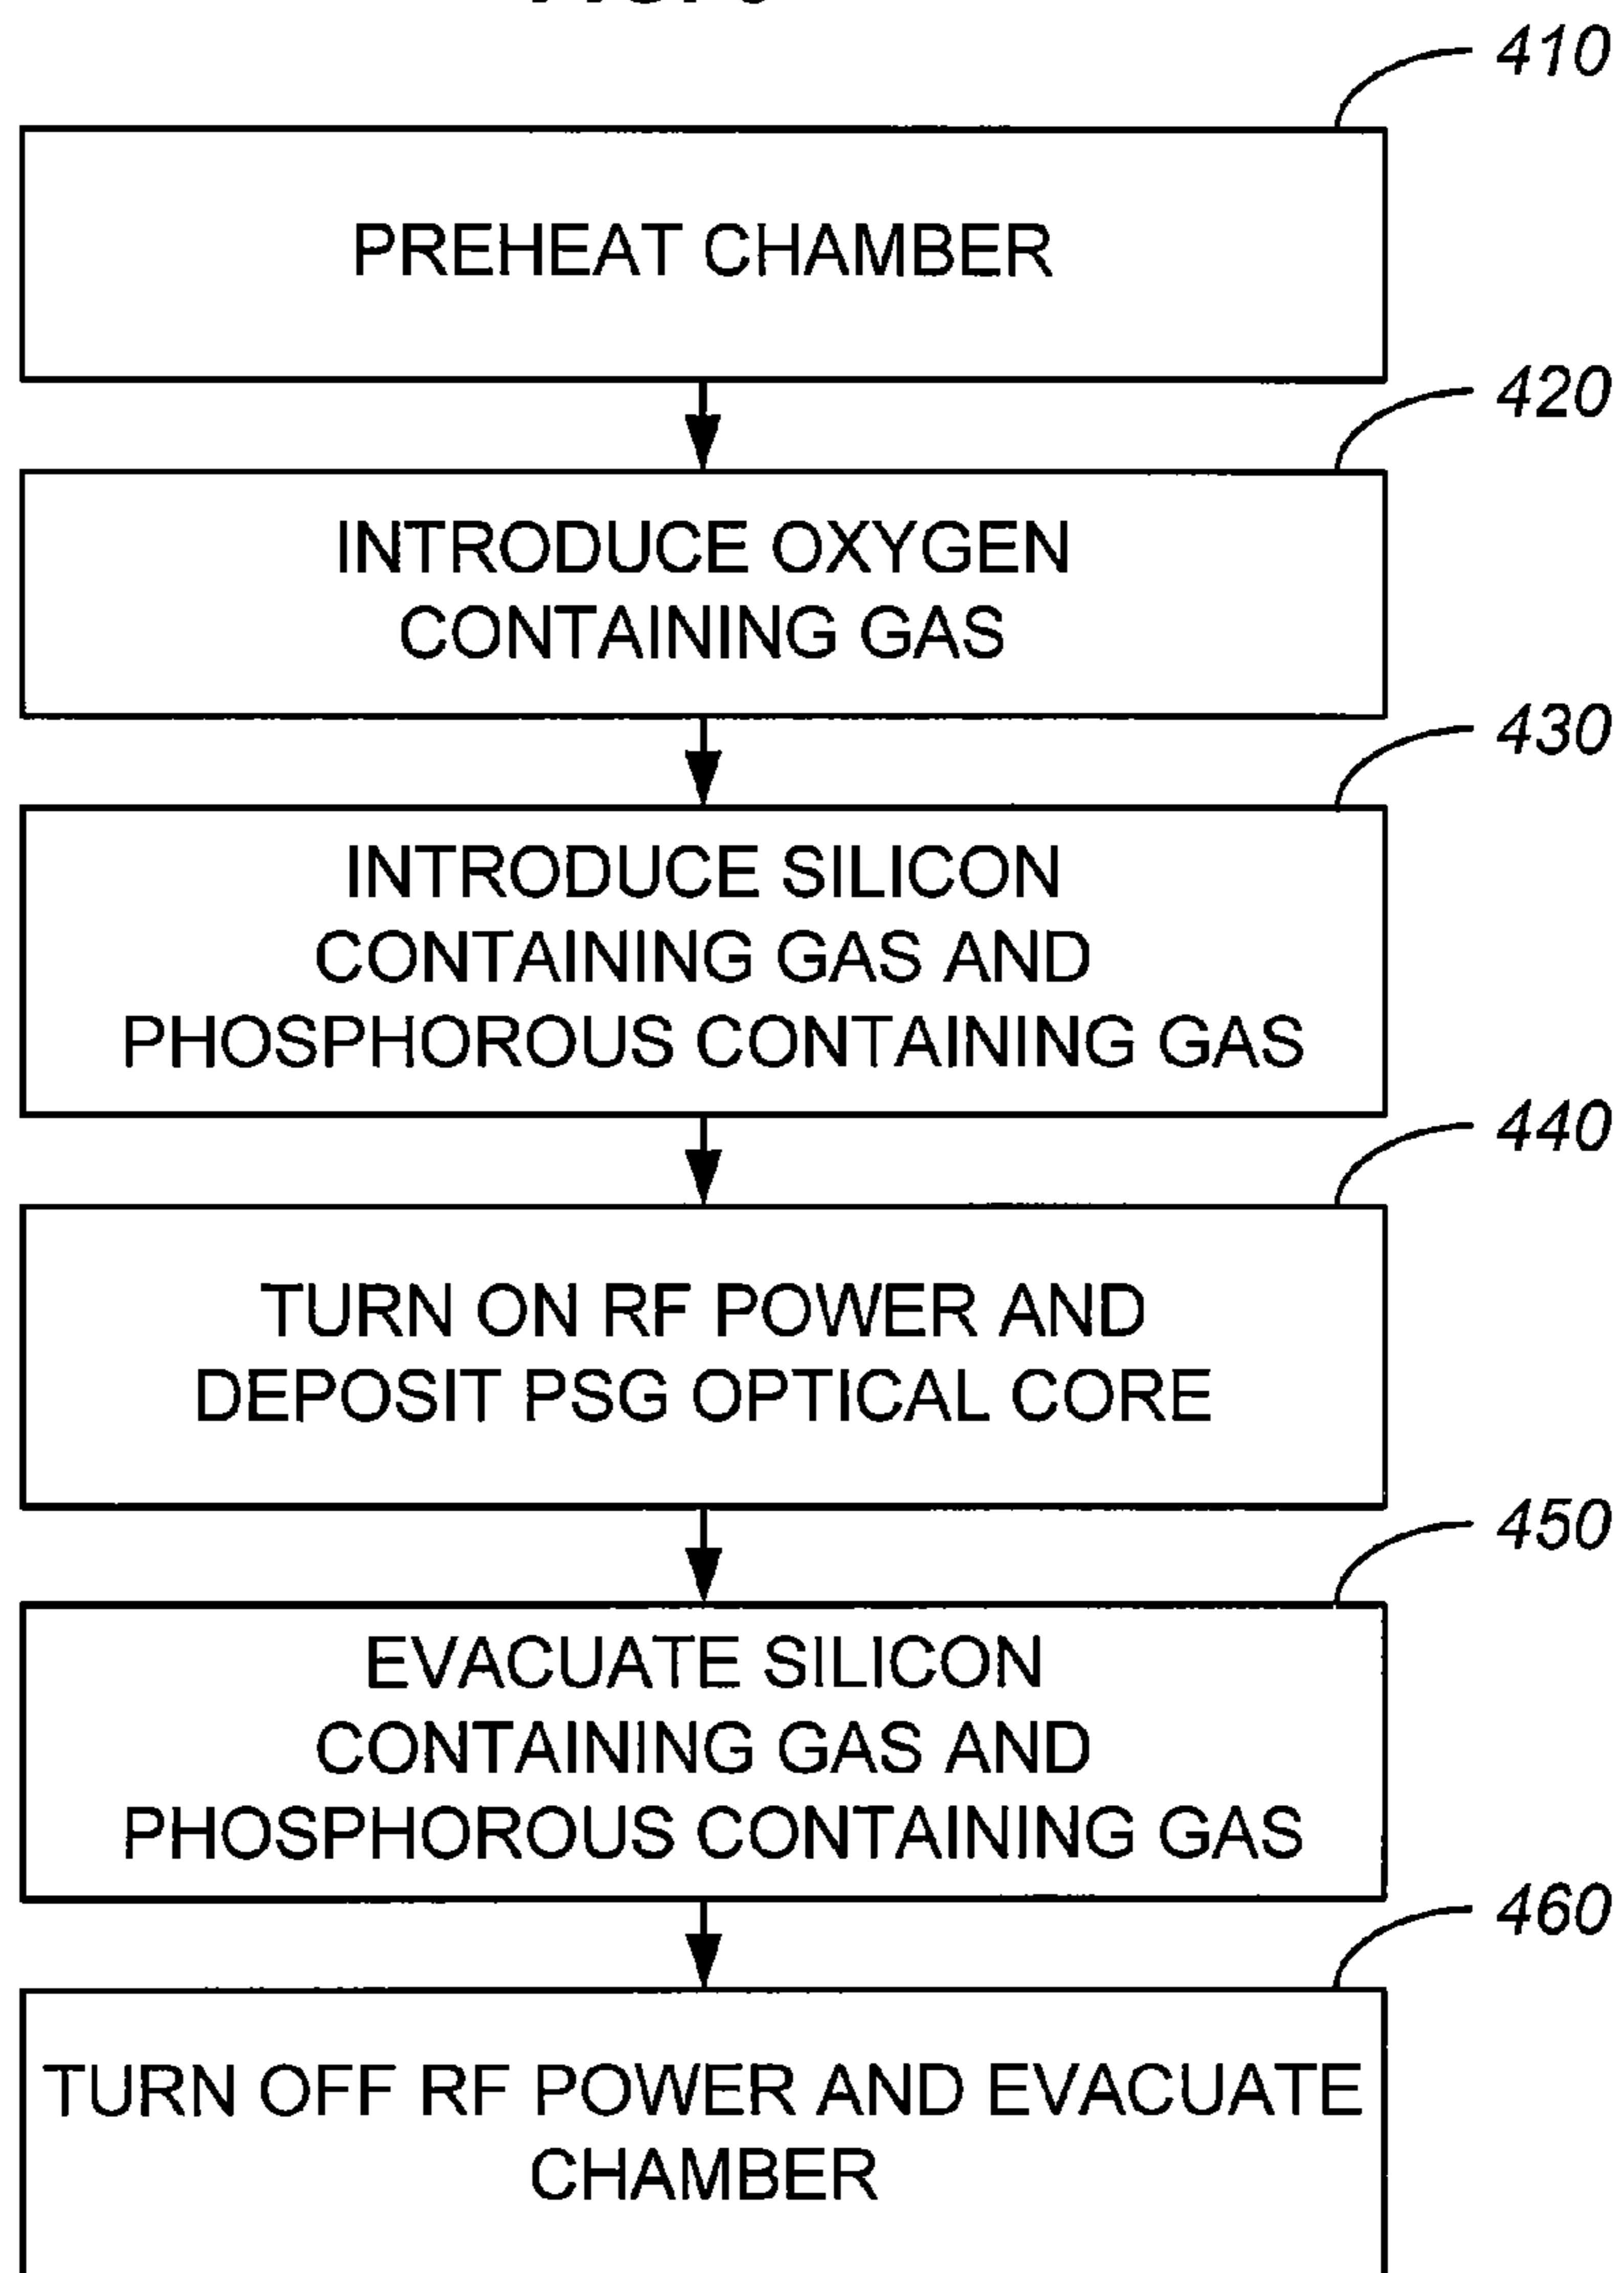 410
PREHEAT CHAMBER
420
INTRODUCE OXYGEN
CONTAINING GAS
430
INTRODUCE SILICON
CONTAINING GAS AND
PHOSPHOROUS CONTAINING GAS
440
TURN ON RF POWER AND
DEPOSIT PSG OPTICAL CORE
450
EVACUATE SILICON
CONTAINING GAS AND
PHOSPHOROUS CONTAINING GAS
460
TURN OFF RF POWER AND EVACUATE
CHAMBER